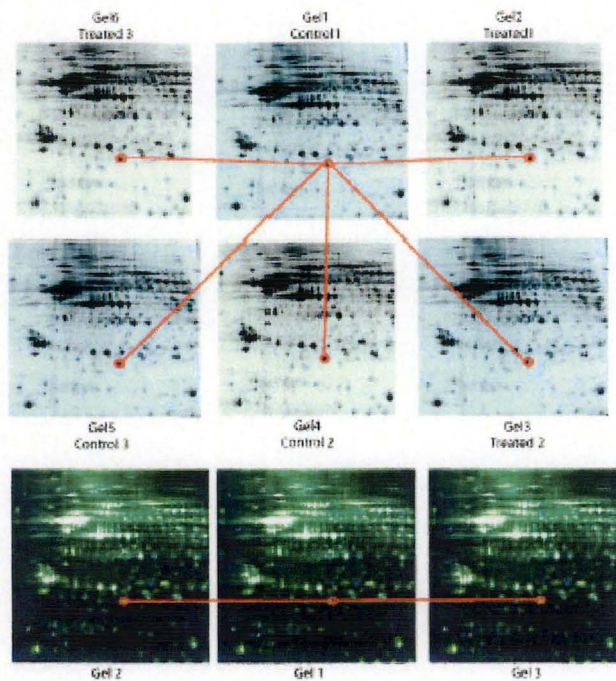 Gel6
Treated 3
Gel1
Control 1
Gel2
Treated1
Gel5
Control 3
Gel4
Control 2
Gel3
Treated 2
Gel 2
Gel 1
Gel 3